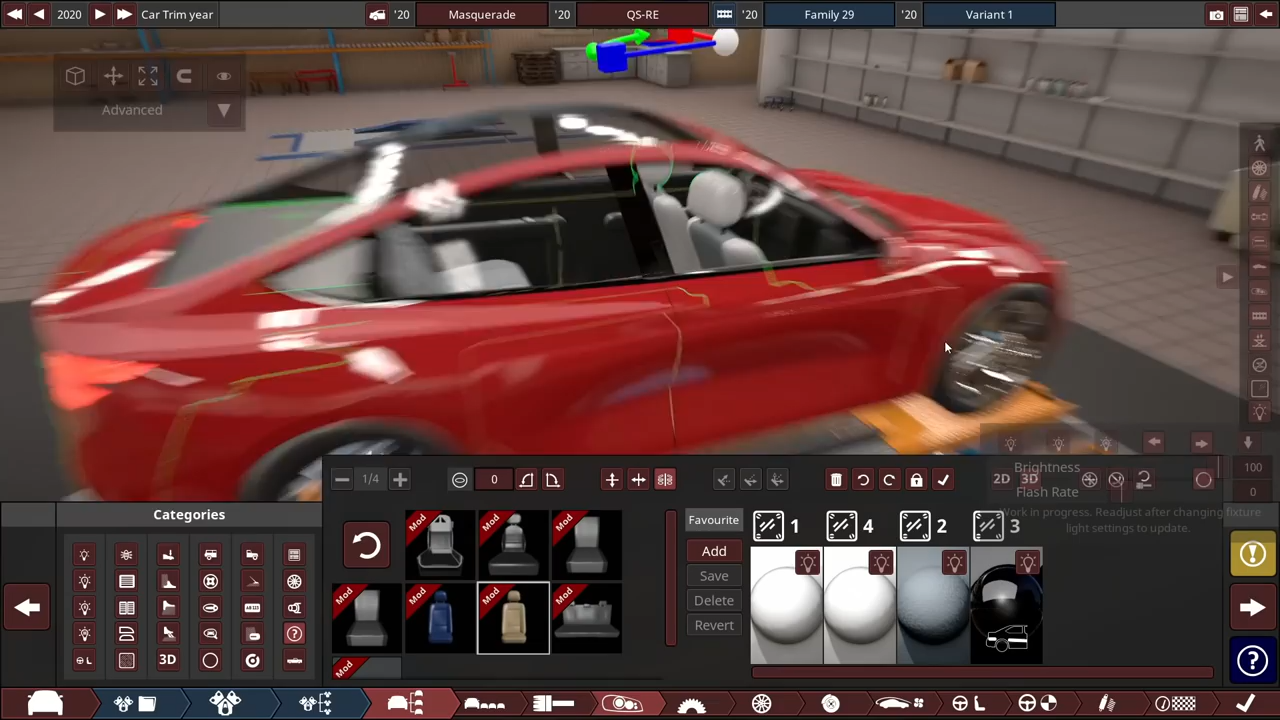 2020 Car Trim year '20 Masquerade '20 QS-RE '20 Family 29 '20 Variant 1
Advanced
Brightness 100
Flash Rate 0
1/4 0 2D 3D
Work in progress. Readjust after changing fixture
light settings to update.
Categories
L 3D
Mod Mod Mod
Mod Mod Mod Mod
Mod
Favourite
Add
Save
Delete
Revert
1 4 2 3